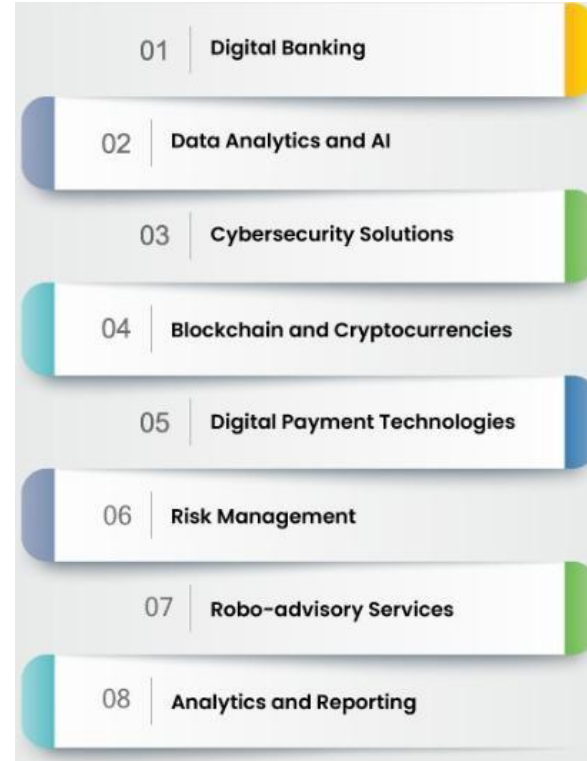 01 Digital Banking
02 Data Analytics and AI
03 Cybersecurity Solutions
04 Blockchain and Cryptocurrencies
05 Digital Payment Technologies
06 Risk Management
07 Robo-advisory Services
08 Analytics and Reporting